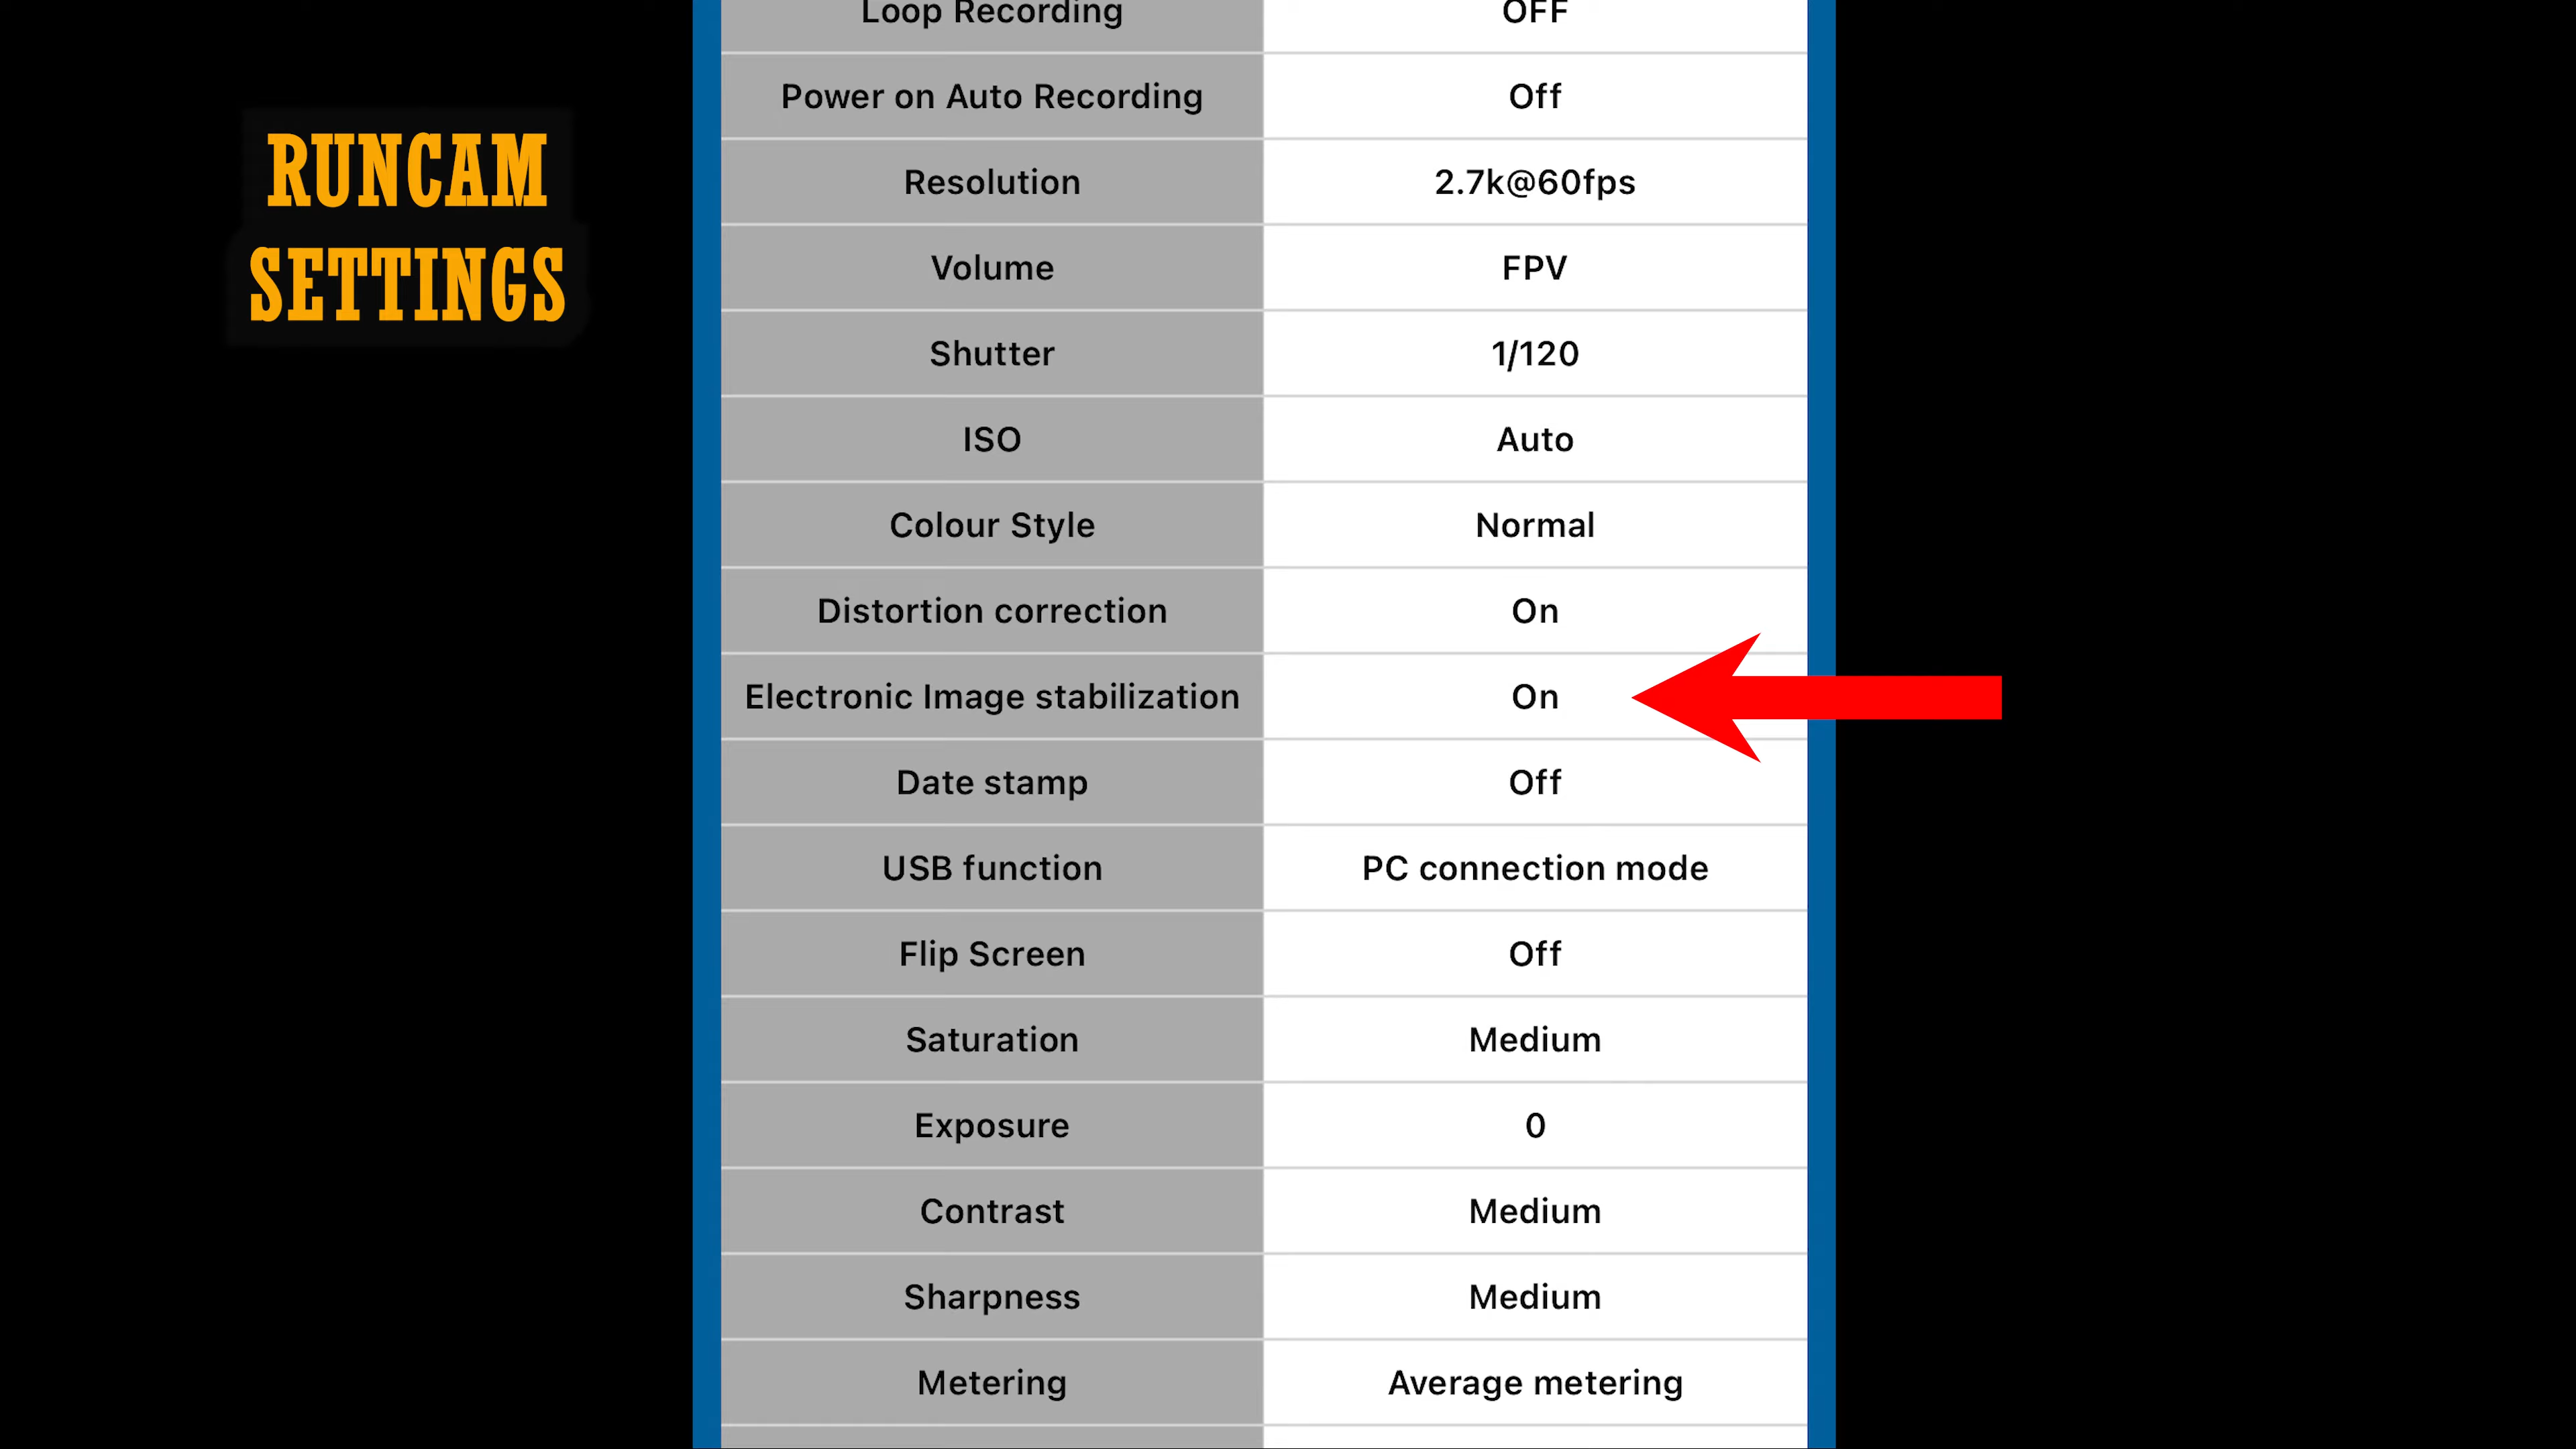 RUNCAM
SETTINGS
Loop Recording OFF
Power on Auto Recording Off
Resolution 2.7k@60fps
Volume FPV
Shutter 1/120
ISO Auto
Colour Style Normal
Distortion correction On
Electronic Image stabilization On
Date stamp Off
USB function PC connection mode
Flip Screen Off
Saturation Medium
Exposure 0
Contrast Medium
Sharpness Medium
Metering Average metering